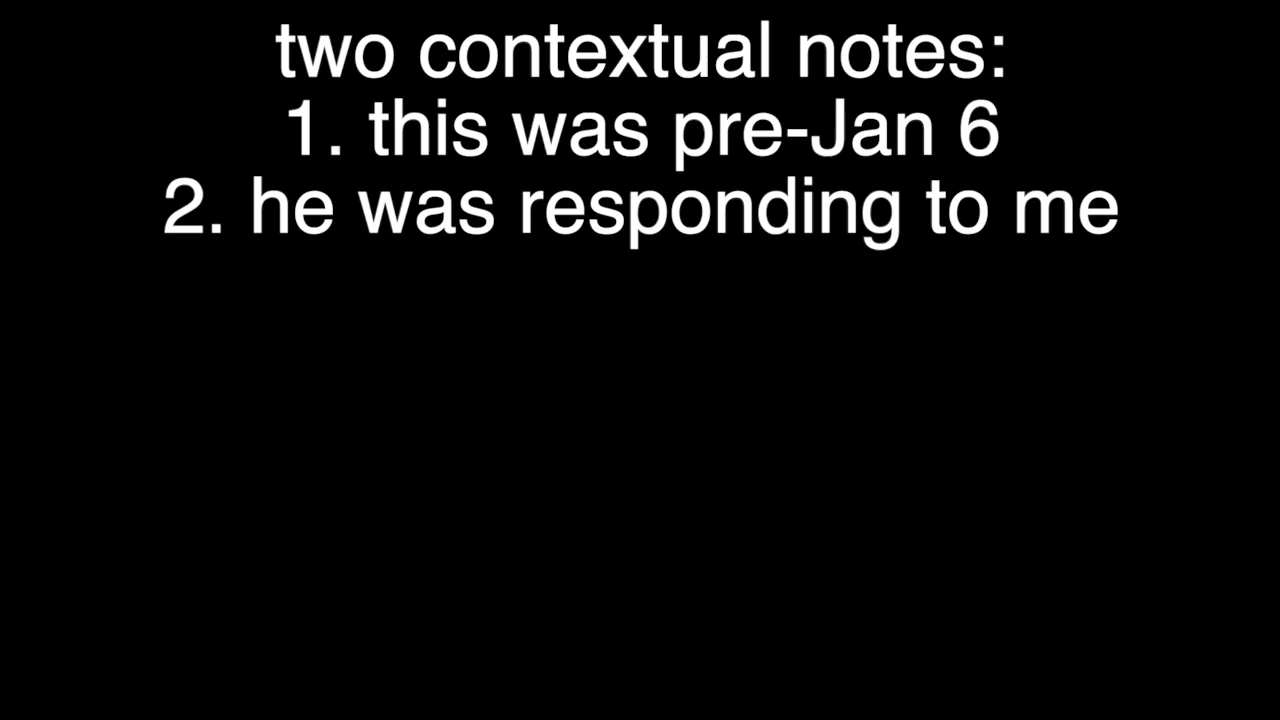 two contextual notes:
1. this was pre-Jan 6
2. he was responding to me